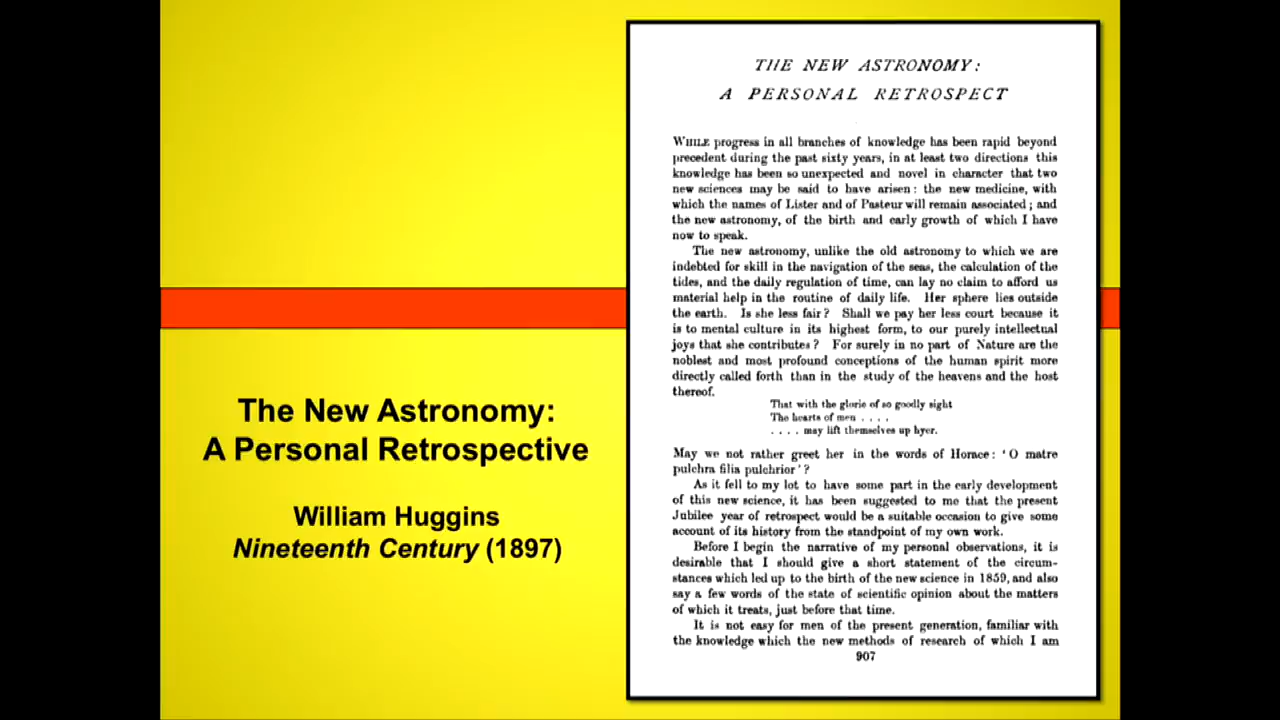 The New Astronomy:
A Personal Retrospective
William Huggins
Nineteenth Century (1897)
THE NEW ASTRONOMY:
A PERSONAL RETROSPECT
WHILE progress in all branches of knowledge has been rapid beyond
precedent during the past sixty years, in at least two directions this
knowledge has been so unexpected and novel in character that two
new sciences may be said to have arisen: the new medicine, with
which the names of Lister and of Pasteur will remain associated; and
the new astronomy, of the birth and early growth of which I have
now to speak.
The new astronomy, unlike the old astronomy to which we are
indebted for skill in the navigation of the seas, the calculation of the
tides, and the daily regulation of time, can lay no claim to afford us
material help in the routine of daily life. Her sphere lies outside
the earth. Is she less fair? Shall we pay her less court because it
is to mental culture in its highest form, to our purely intellectual
joys that she contributes? For surely in no part of Nature are the
noblest and most profound conceptions of the human spirit more
directly called forth than in the study of the heavens and the host
thereof.
That with the glorie of so goodly sight
The hearts of men . . . .
. . . . may lift themselves up hyer.
May we not rather greet her in the words of Horace: 'O matre
pulchra filia pulchrior'?
As it fell to my lot to have some part in the early development
of this new science, it has been suggested to me that the present
Jubilee year of retrospect would be a suitable occasion to give some
account of its history from the standpoint of my own work.
Before I begin the narrative of my personal observations, it is
desirable that I should give a short statement of the circum-
stances which led up to the birth of the new science in 1859, and also
say a few words of the state of scientific opinion about the matters
of which it treats, just before that time.
It is not easy for men of the present generation, familiar with
the knowledge which the new methods of research of which I am
907